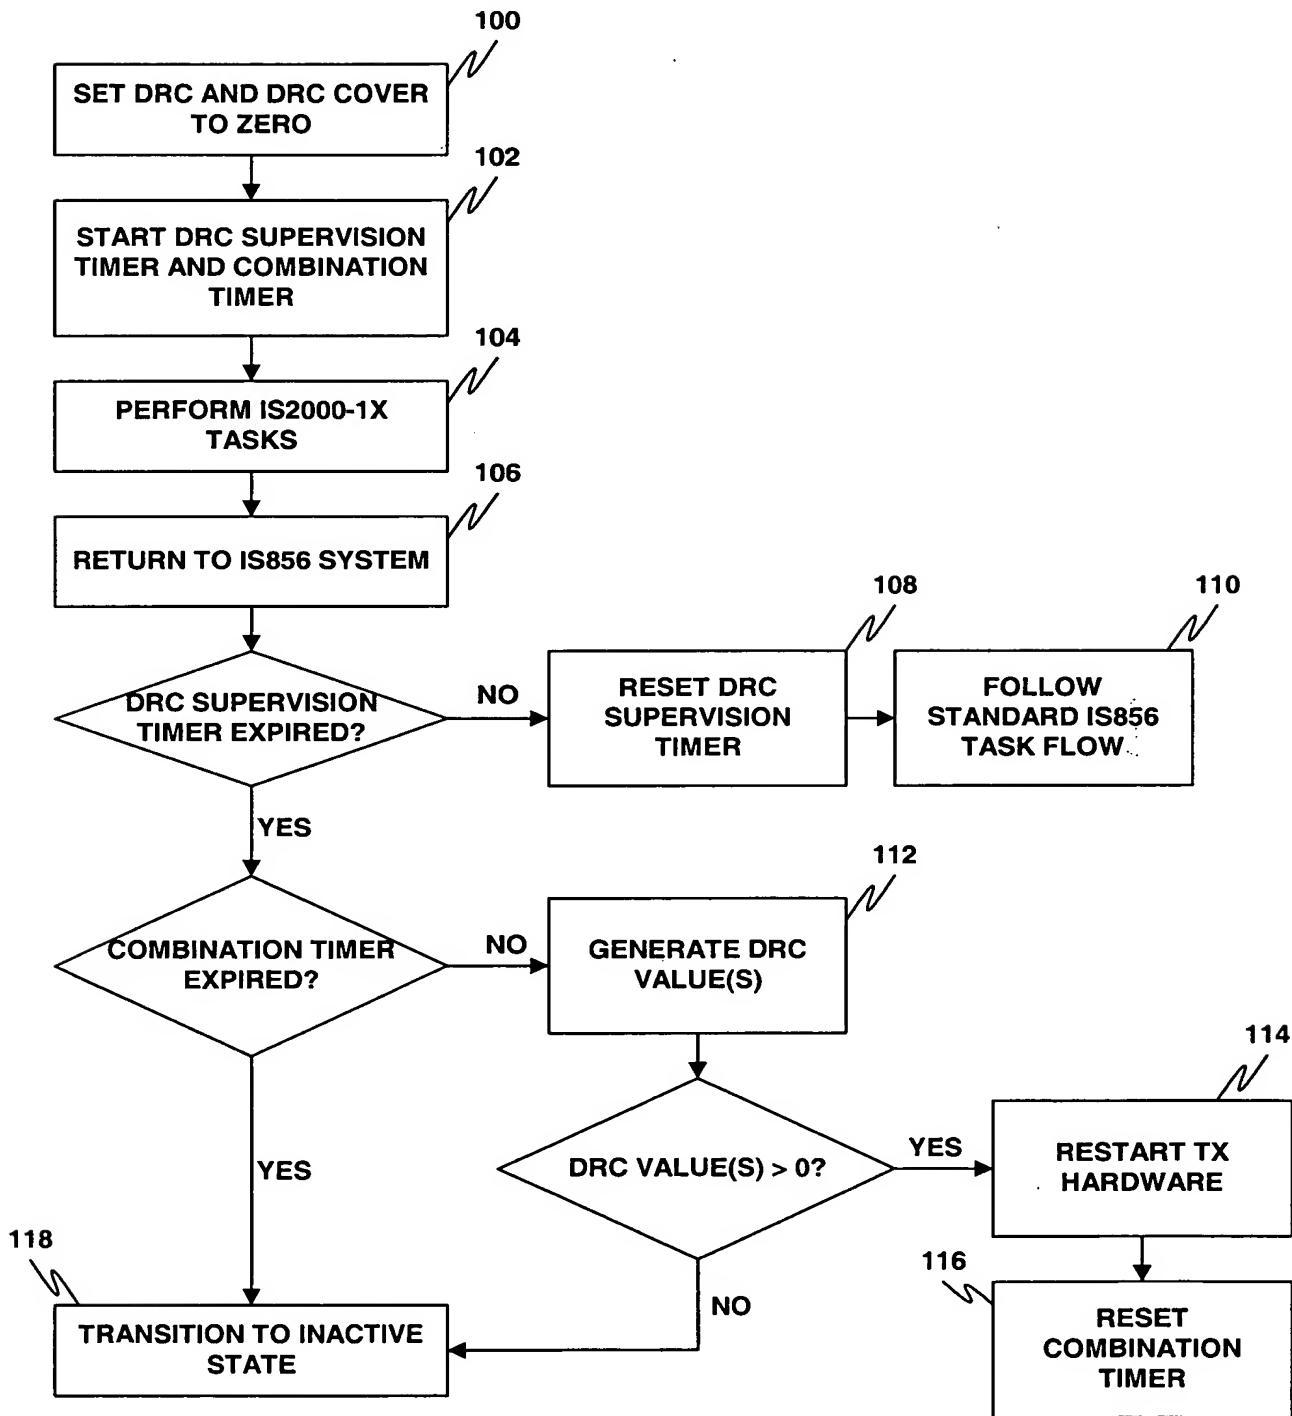 100
SET DRC AND DRC COVER
TO ZERO
102
START DRC SUPERVISION
TIMER AND COMBINATION
TIMER
104
PERFORM IS2000-1X
TASKS
106
RETURN TO IS856 SYSTEM
108
110
DRC SUPERVISION
TIMER EXPIRED?
NO
RESET DRC
SUPERVISION
TIMER
FOLLOW
STANDARD IS856
TASK FLOW
YES
112
COMBINATION TIMER
EXPIRED?
NO
GENERATE DRC
VALUE(S)
114
DRC VALUE(S) > 0?
YES
RESTART TX
HARDWARE
YES
118
116
NO
TRANSITION TO INACTIVE
STATE
RESET
COMBINATION
TIMER